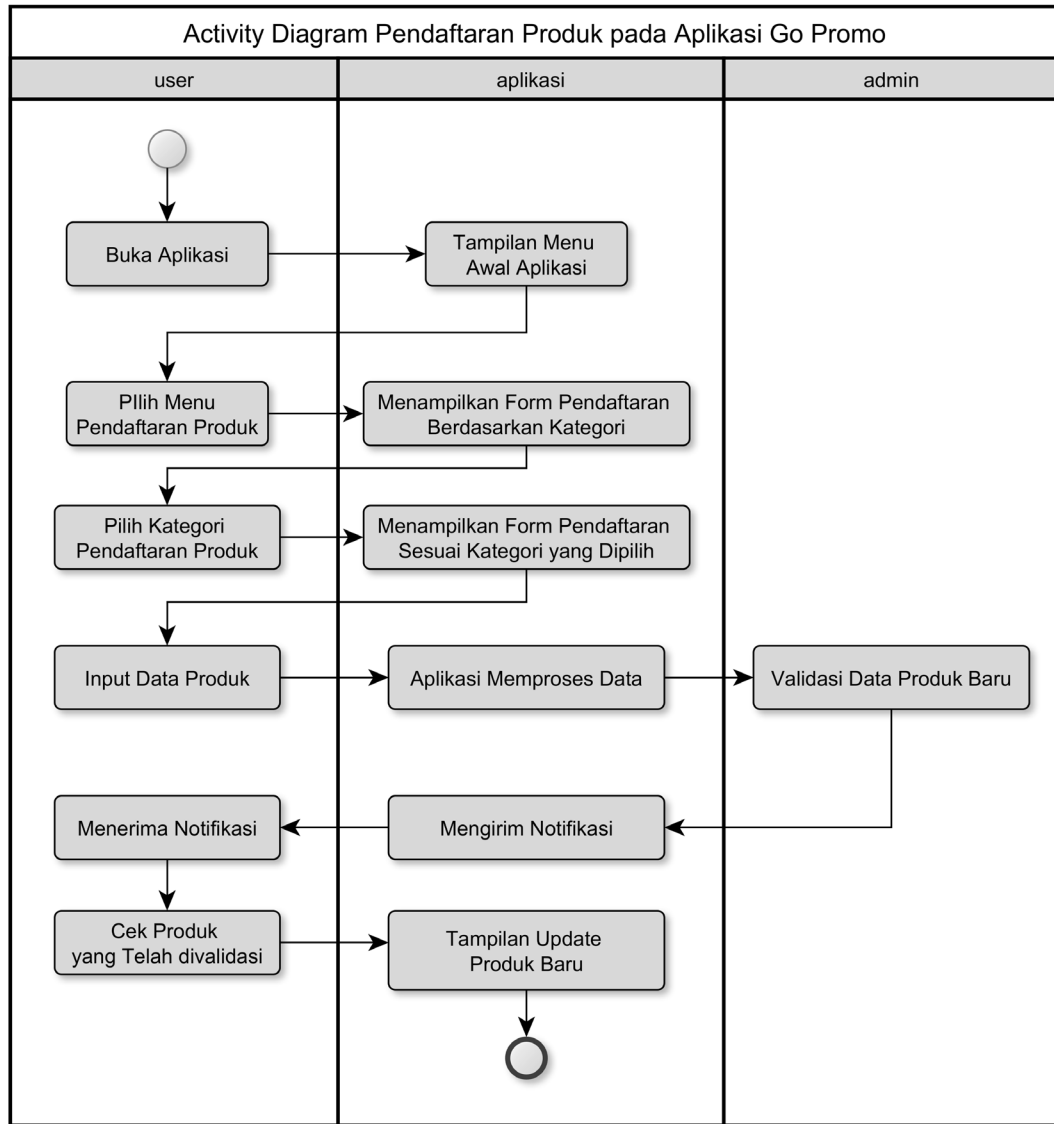 Activity Diagram Pendaftaran Produk pada Aplikasi Go Promo
user
aplikasi
admin
Buka Aplikasi
Tampilan Menu
Awal Aplikasi
PIlih Menu
Pendaftaran Produk
Menampilkan Form Pendaftaran
Berdasarkan Kategori
Pilih Kategori
Pendaftaran Produk
Menampilkan Form Pendaftaran
Sesuai Kategori yang Dipilih
Input Data Produk
Aplikasi Memproses Data
Validasi Data Produk Baru
Menerima Notifikasi
Mengirim Notifikasi
Cek Produk
yang Telah divalidasi
Tampilan Update
Produk Baru